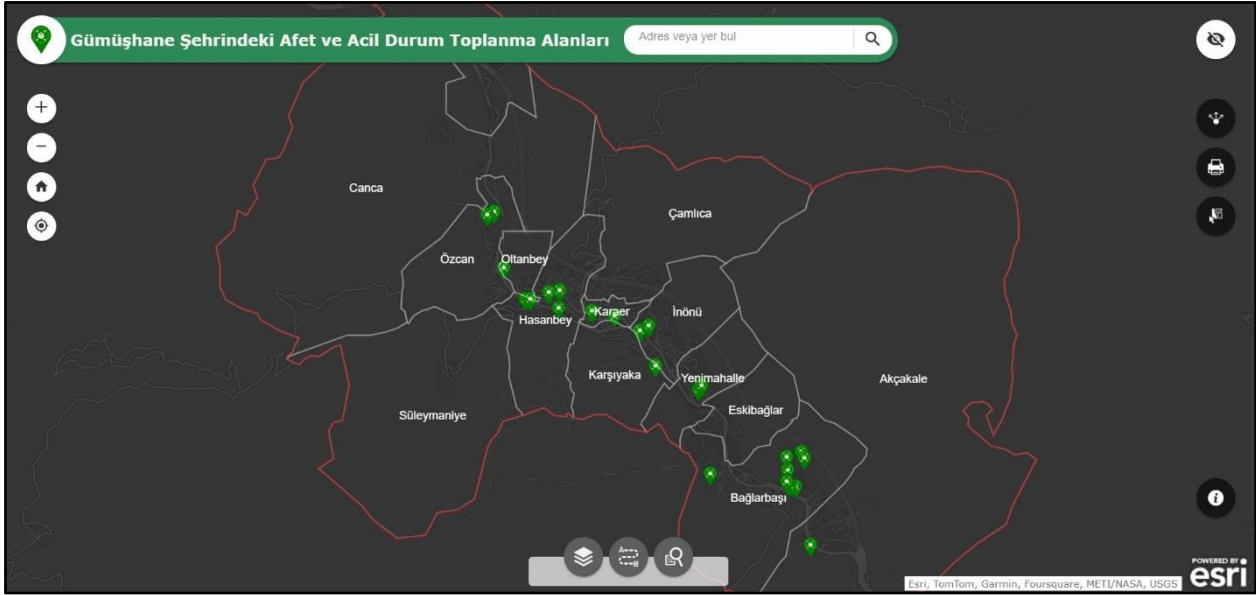 Gümüşhane Şehrindeki Afet ve Acil Durum Toplanma Alanları
Adres veya yer bul
Canca
Çamlıca
Özcan
Oltanbey
Hasanbey
Karaer
İnönü
Karşıyaka
Yenimahalle
Akçakale
Süleymaniye
Eskibağlar
Bağlarbaşı
A
B
Esri, TomTom, Garmin, Foursquare, METI/NASA, USGS
POWERED BY
esri